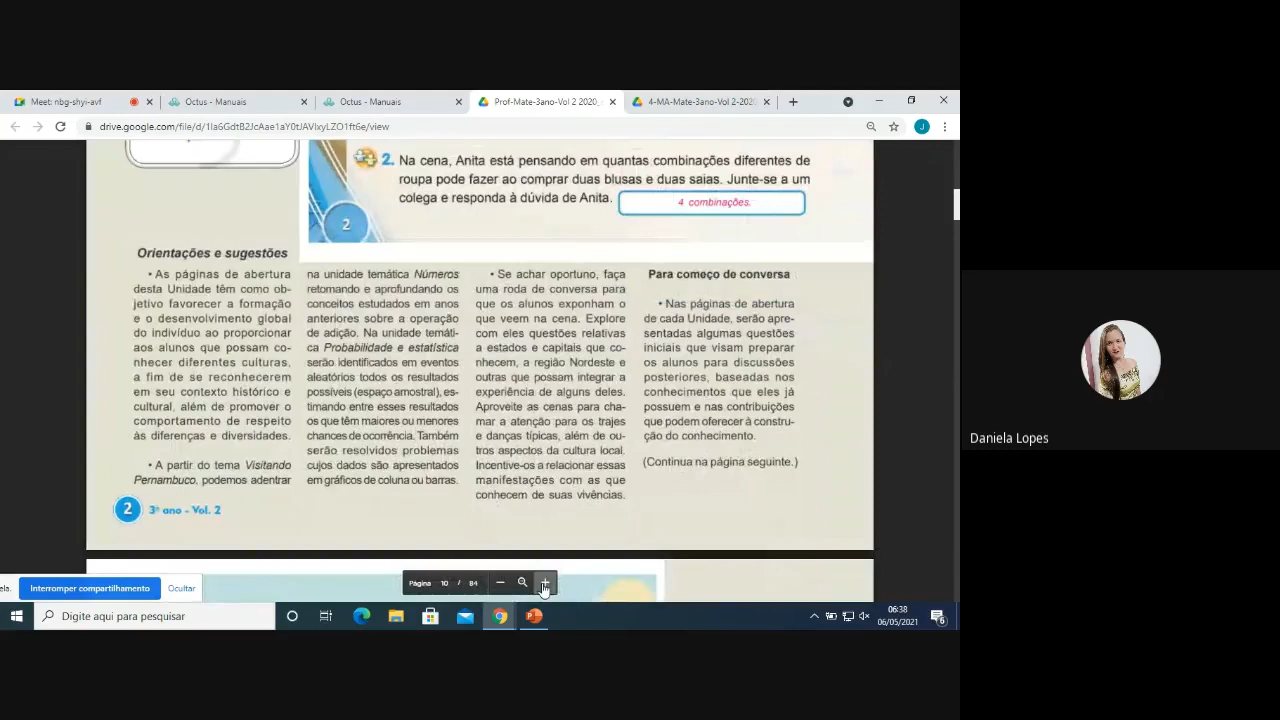 Meet: nbg-shyi-avf
Octus - Manuais
Octus - Manuais
Prof-Mate-3ano-Vol 2 2020_
4-MA-Mate-3ano-Vol 2-2020
drive.google.com/file/d/1la6GdtB2JcAae1aY0tJAVlxyLZO1ft6e/view
J
2. Na cena, Anita está pensando em quantas combinações diferentes de
roupa pode fazer ao comprar duas blusas e duas saias. Junte-se a um
colega e responda à dúvida de Anita.
4 combinações.
2
Orientações e sugestões
• As páginas de abertura
desta Unidade têm como ob-
jetivo favorecer a formação
e o desenvolvimento global
do indivíduo ao proporcionar
aos alunos que possam co-
nhecer diferentes culturas,
a fim de se reconhecerem
em seu contexto histórico e
cultural, além de promover o
comportamento de respeito
às diferenças e diversidades.
• A partir do tema Visitando
Pernambuco, podemos adentrar
na unidade temática Números
retomando e aprofundando os
conceitos estudados em anos
anteriores sobre a operação
de adição. Na unidade temáti-
ca Probabilidade e estatística
serão identificados em eventos
aleatórios todos os resultados
possíveis (espaço amostral), es-
timando entre esses resultados
os que têm maiores ou menores
chances de ocorrência. Também
serão resolvidos problemas
cujos dados são apresentados
em gráficos de coluna ou barras.
• Se achar oportuno, faça
uma roda de conversa para
que os alunos exponham o
que veem na cena. Explore
com eles questões relativas
a estados e capitais que co-
nhecem, a região Nordeste e
outras que possam integrar a
experiência de alguns deles.
Aproveite as cenas para cha-
mar a atenção para os trajes
e danças típicas, além de ou-
tros aspectos da cultura local.
Incentive-os a relacionar essas
manifestações com as que
conhecem de suas vivências.
Para começo de conversa
• Nas páginas de abertura
de cada Unidade, serão apre-
sentadas algumas questões
iniciais que visam preparar
os alunos para discussões
posteriores, baseadas nos
conhecimentos que eles já
possuem e nas contribuições
que podem oferecer à constru-
ção do conhecimento.
(Continua na página seguinte.)
2 3º ano - Vol. 2
Página 10 / 84
ela.
Interromper compartilhamento
Ocultar
Digite aqui para pesquisar
06:38
06/05/2021
6
Daniela Lopes